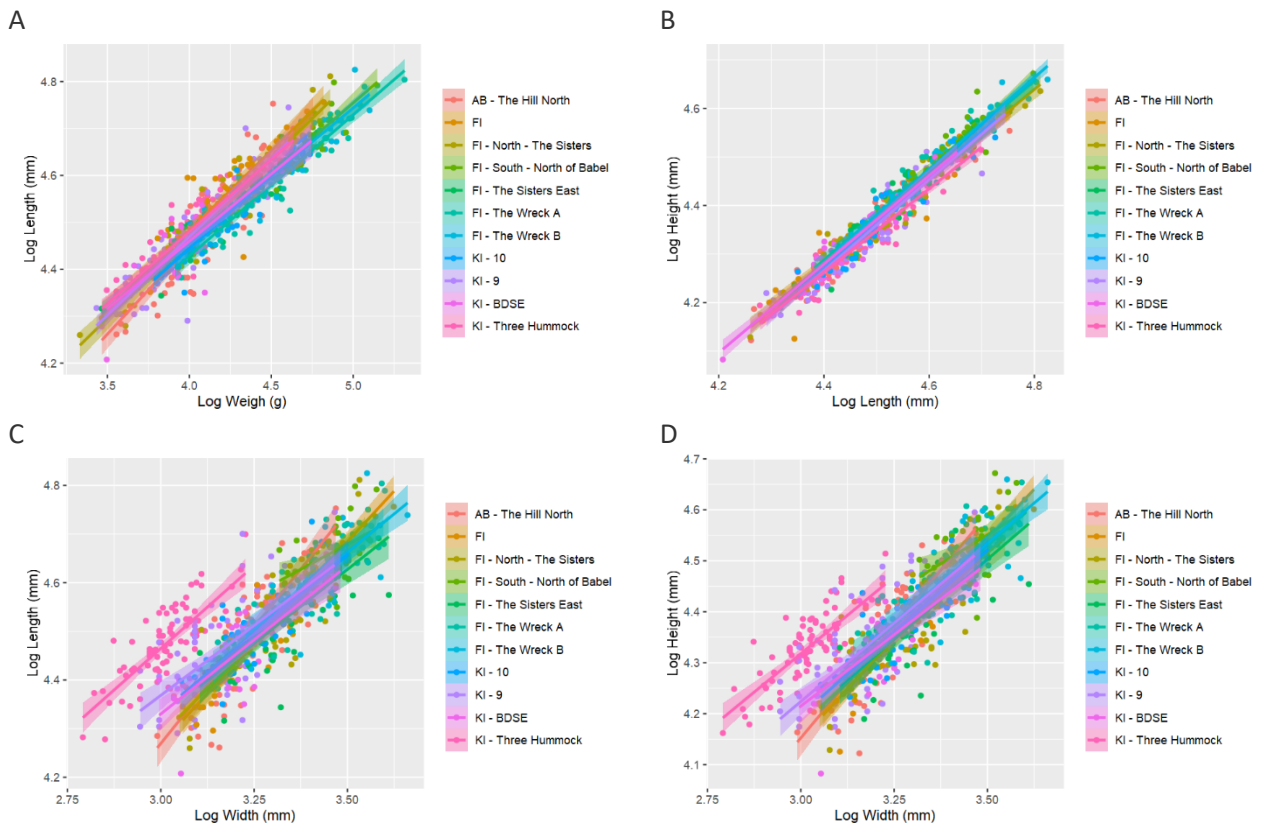 A
Log Length (mm)
4.8
4.6
4.4
4.2
3.5 4.0 4.5 5.0
Log Weigh (g)
AB - The Hill North
FI
FI - North - The Sisters
FI - South - North of Babel
FI - The Sisters East
FI - The Wreck A
FI - The Wreck B
KI - 10
KI - 9
KI - BDSE
KI - Three Hummock
B
Log Height (mm)
4.6
4.4
4.2
4.2 4.4 4.6 4.8
Log Length (mm)
AB - The Hill North
FI
FI - North - The Sisters
FI - South - North of Babel
FI - The Sisters East
FI - The Wreck A
FI - The Wreck B
KI - 10
KI - 9
KI - BDSE
KI - Three Hummock
C
Log Length (mm)
4.8
4.6
4.4
4.2
2.75 3.00 3.25 3.50
Log Width (mm)
AB - The Hill North
FI
FI - North - The Sisters
FI - South - North of Babel
FI - The Sisters East
FI - The Wreck A
FI - The Wreck B
KI - 10
KI - 9
KI - BDSE
KI - Three Hummock
D
Log Height (mm)
4.7
4.6
4.5
4.4
4.3
4.2
4.1
2.75 3.00 3.25 3.50
Log Width (mm)
AB - The Hill North
FI
FI - North - The Sisters
FI - South - North of Babel
FI - The Sisters East
FI - The Wreck A
FI - The Wreck B
KI - 10
KI - 9
KI - BDSE
KI - Three Hummock